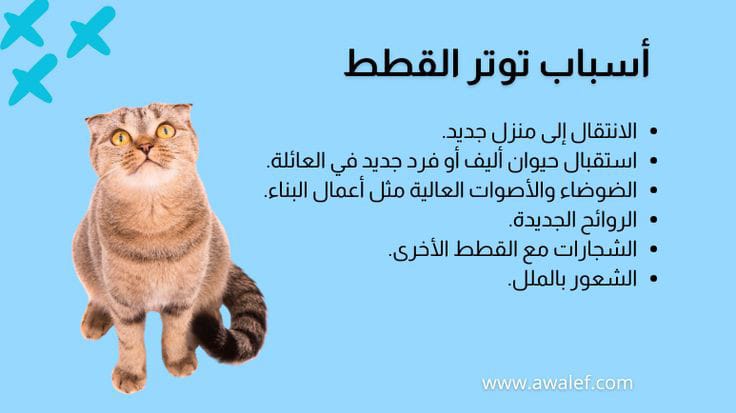 أسباب توتر القطط
• الانتقال إلى منزل جديد.
• استقبال حيوان أليف أو فرد جديد في العائلة.
• الضوضاء والأصوات العالية مثل أعمال البناء.
• الروائح الجديدة.
• الشجارات مع القطط الأخرى.
• الشعور بالملل.
www.awalef.com